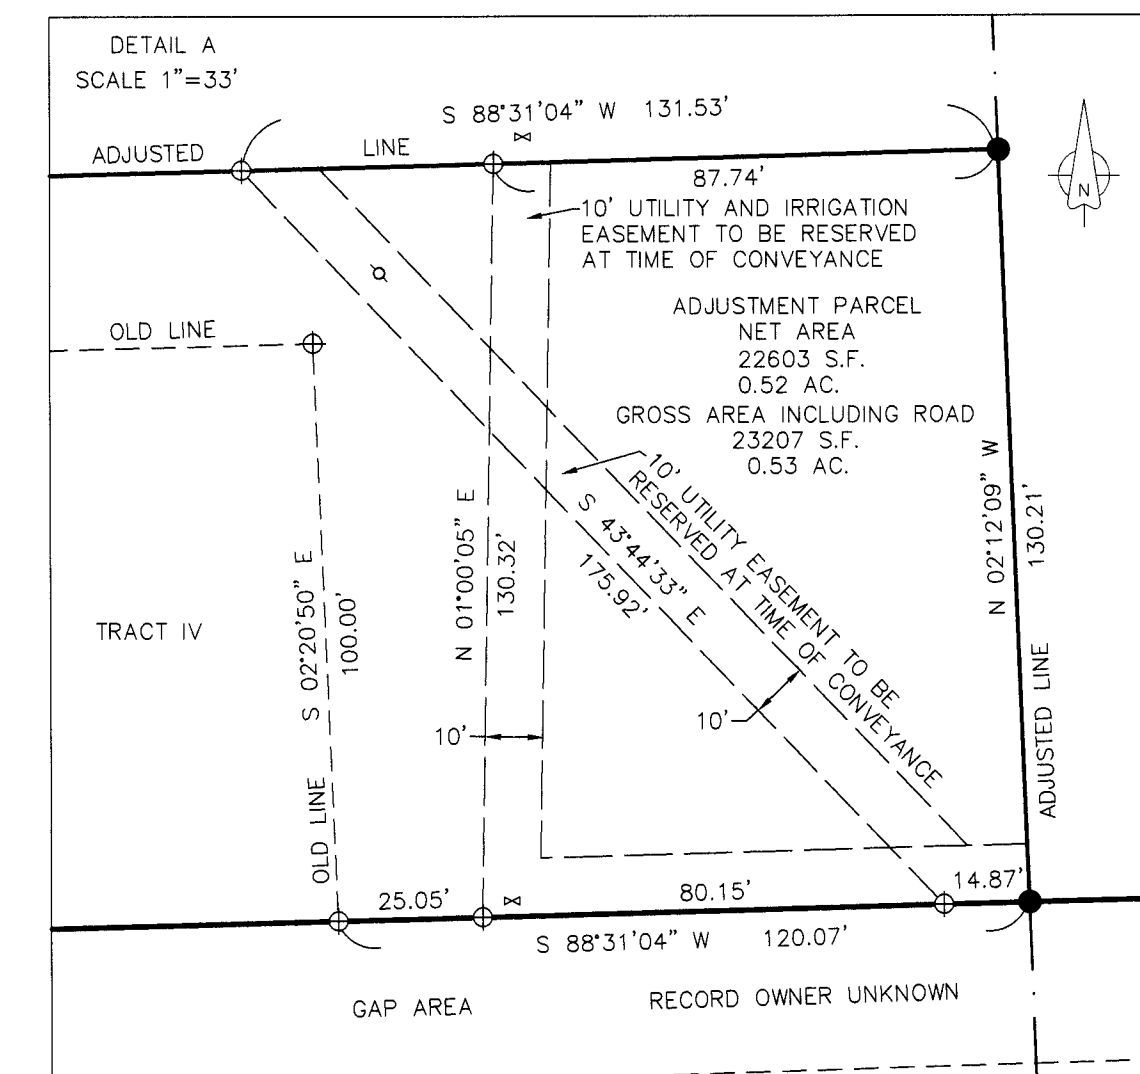 DETAIL A
SCALE 1"=33'
S 88°31'04" W 131.53'
ADJUSTED LINE
87.74'
N
10' UTILITY AND IRRIGATION
EASEMENT TO BE RESERVED
AT TIME OF CONVEYANCE
ADJUSTMENT PARCEL
NET AREA
22603 S.F.
0.52 AC.
GROSS AREA INCLUDING ROAD
23207 S.F.
0.53 AC.
OLD LINE
10' UTILITY EASEMENT TO BE
RESERVED AT TIME OF CONVEYANCE
S 43°44'33" E
175.92'
N 01°00'05" E
130.32'
N 02°12'09" W
130.21'
ADJUSTED LINE
TRACT IV
OLD LINE S 02°20'50" E
100.00'
10'
10'
25.05'
80.15'
14.87'
S 88°31'04" W 120.07'
GAP AREA
RECORD OWNER UNKNOWN